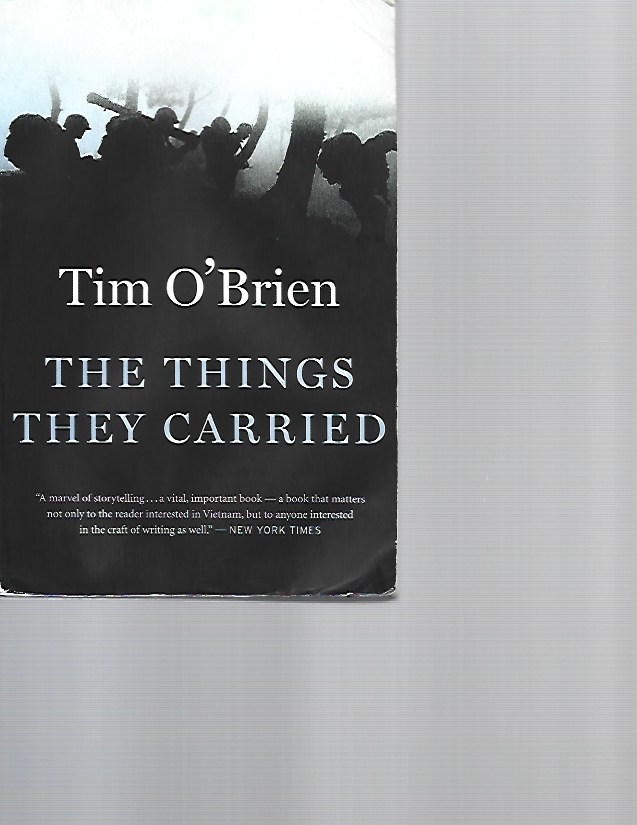 Tim O’Brien
THE THINGS
THEY CARRIED
“A marvel of storytelling . . . a vital, important book — a book that matters
not only to the reader interested in Vietnam, but to anyone interested
in the craft of writing as well.” — NEW YORK TIMES